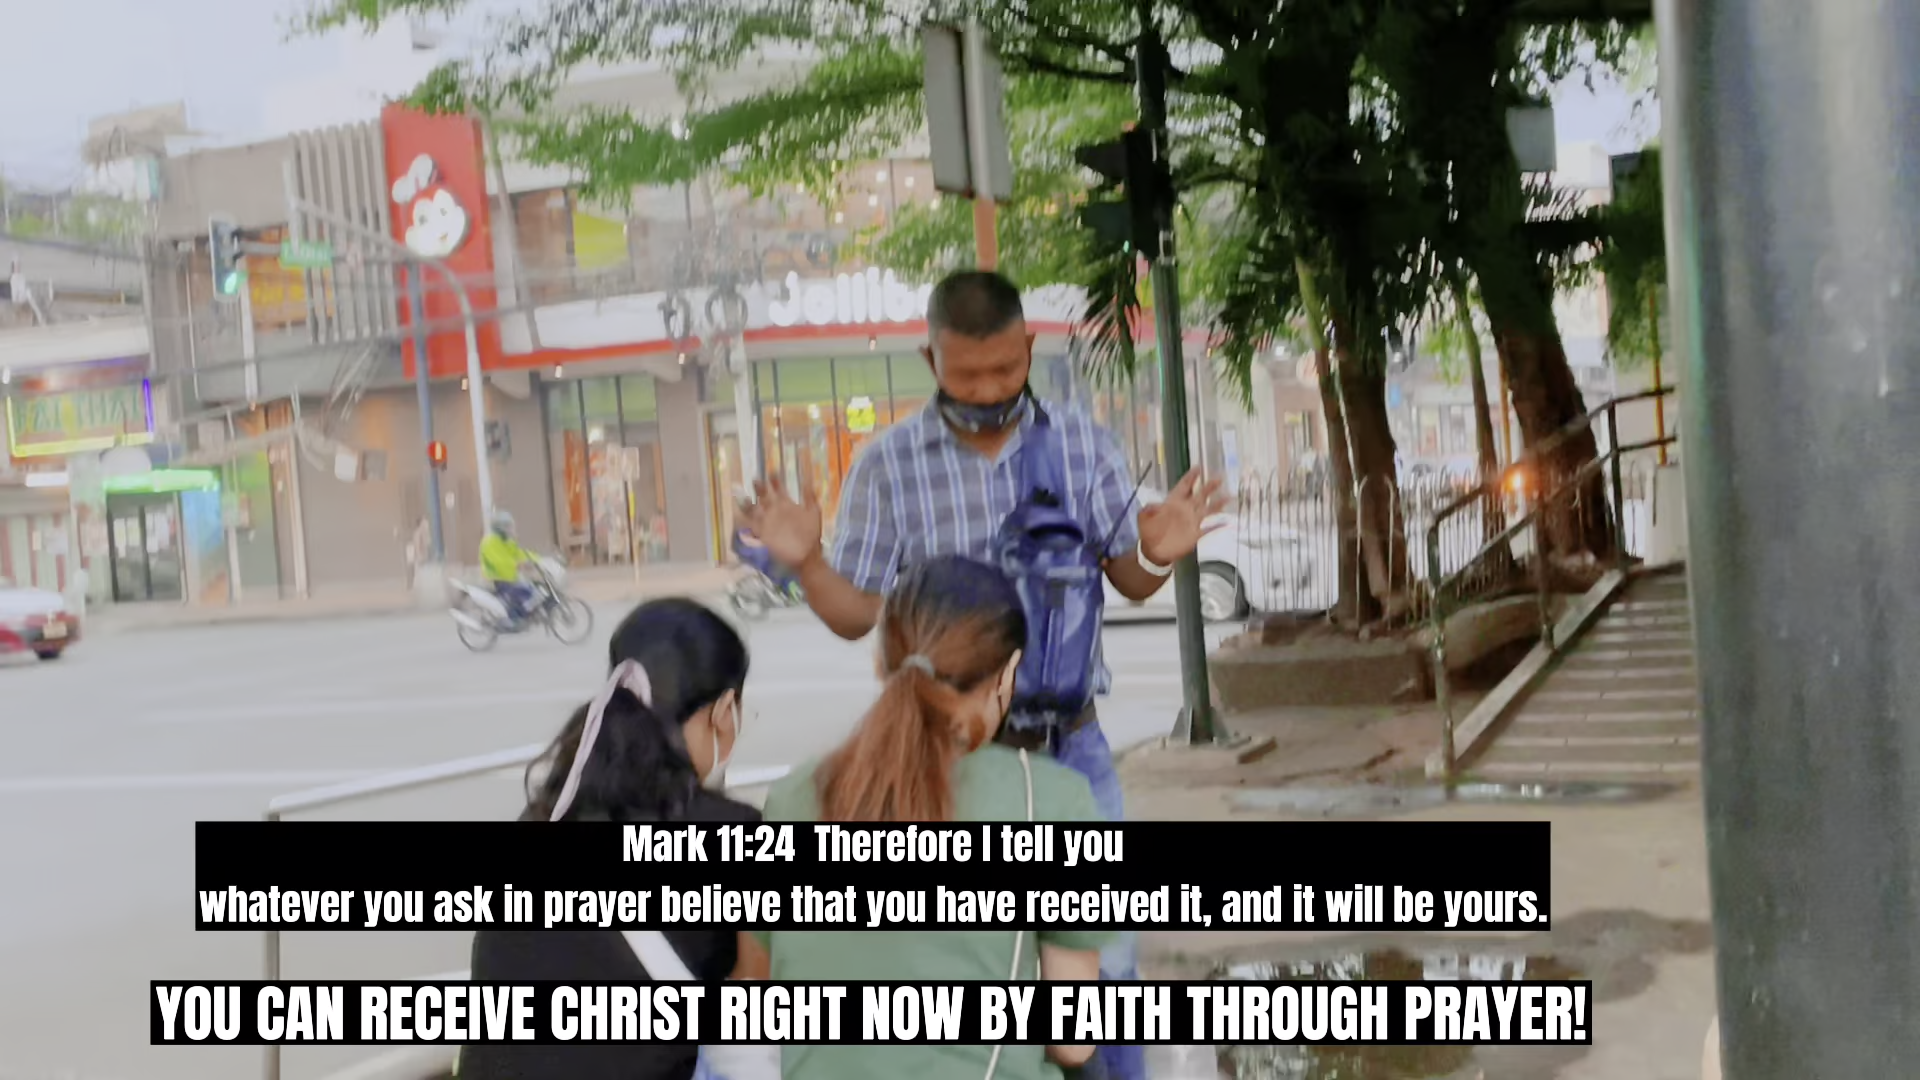 Mark 11:24 Therefore I tell you
whatever you ask in prayer believe that you have received it, and it will be yours.
YOU CAN RECEIVE CHRIST RIGHT NOW BY FAITH THROUGH PRAYER!